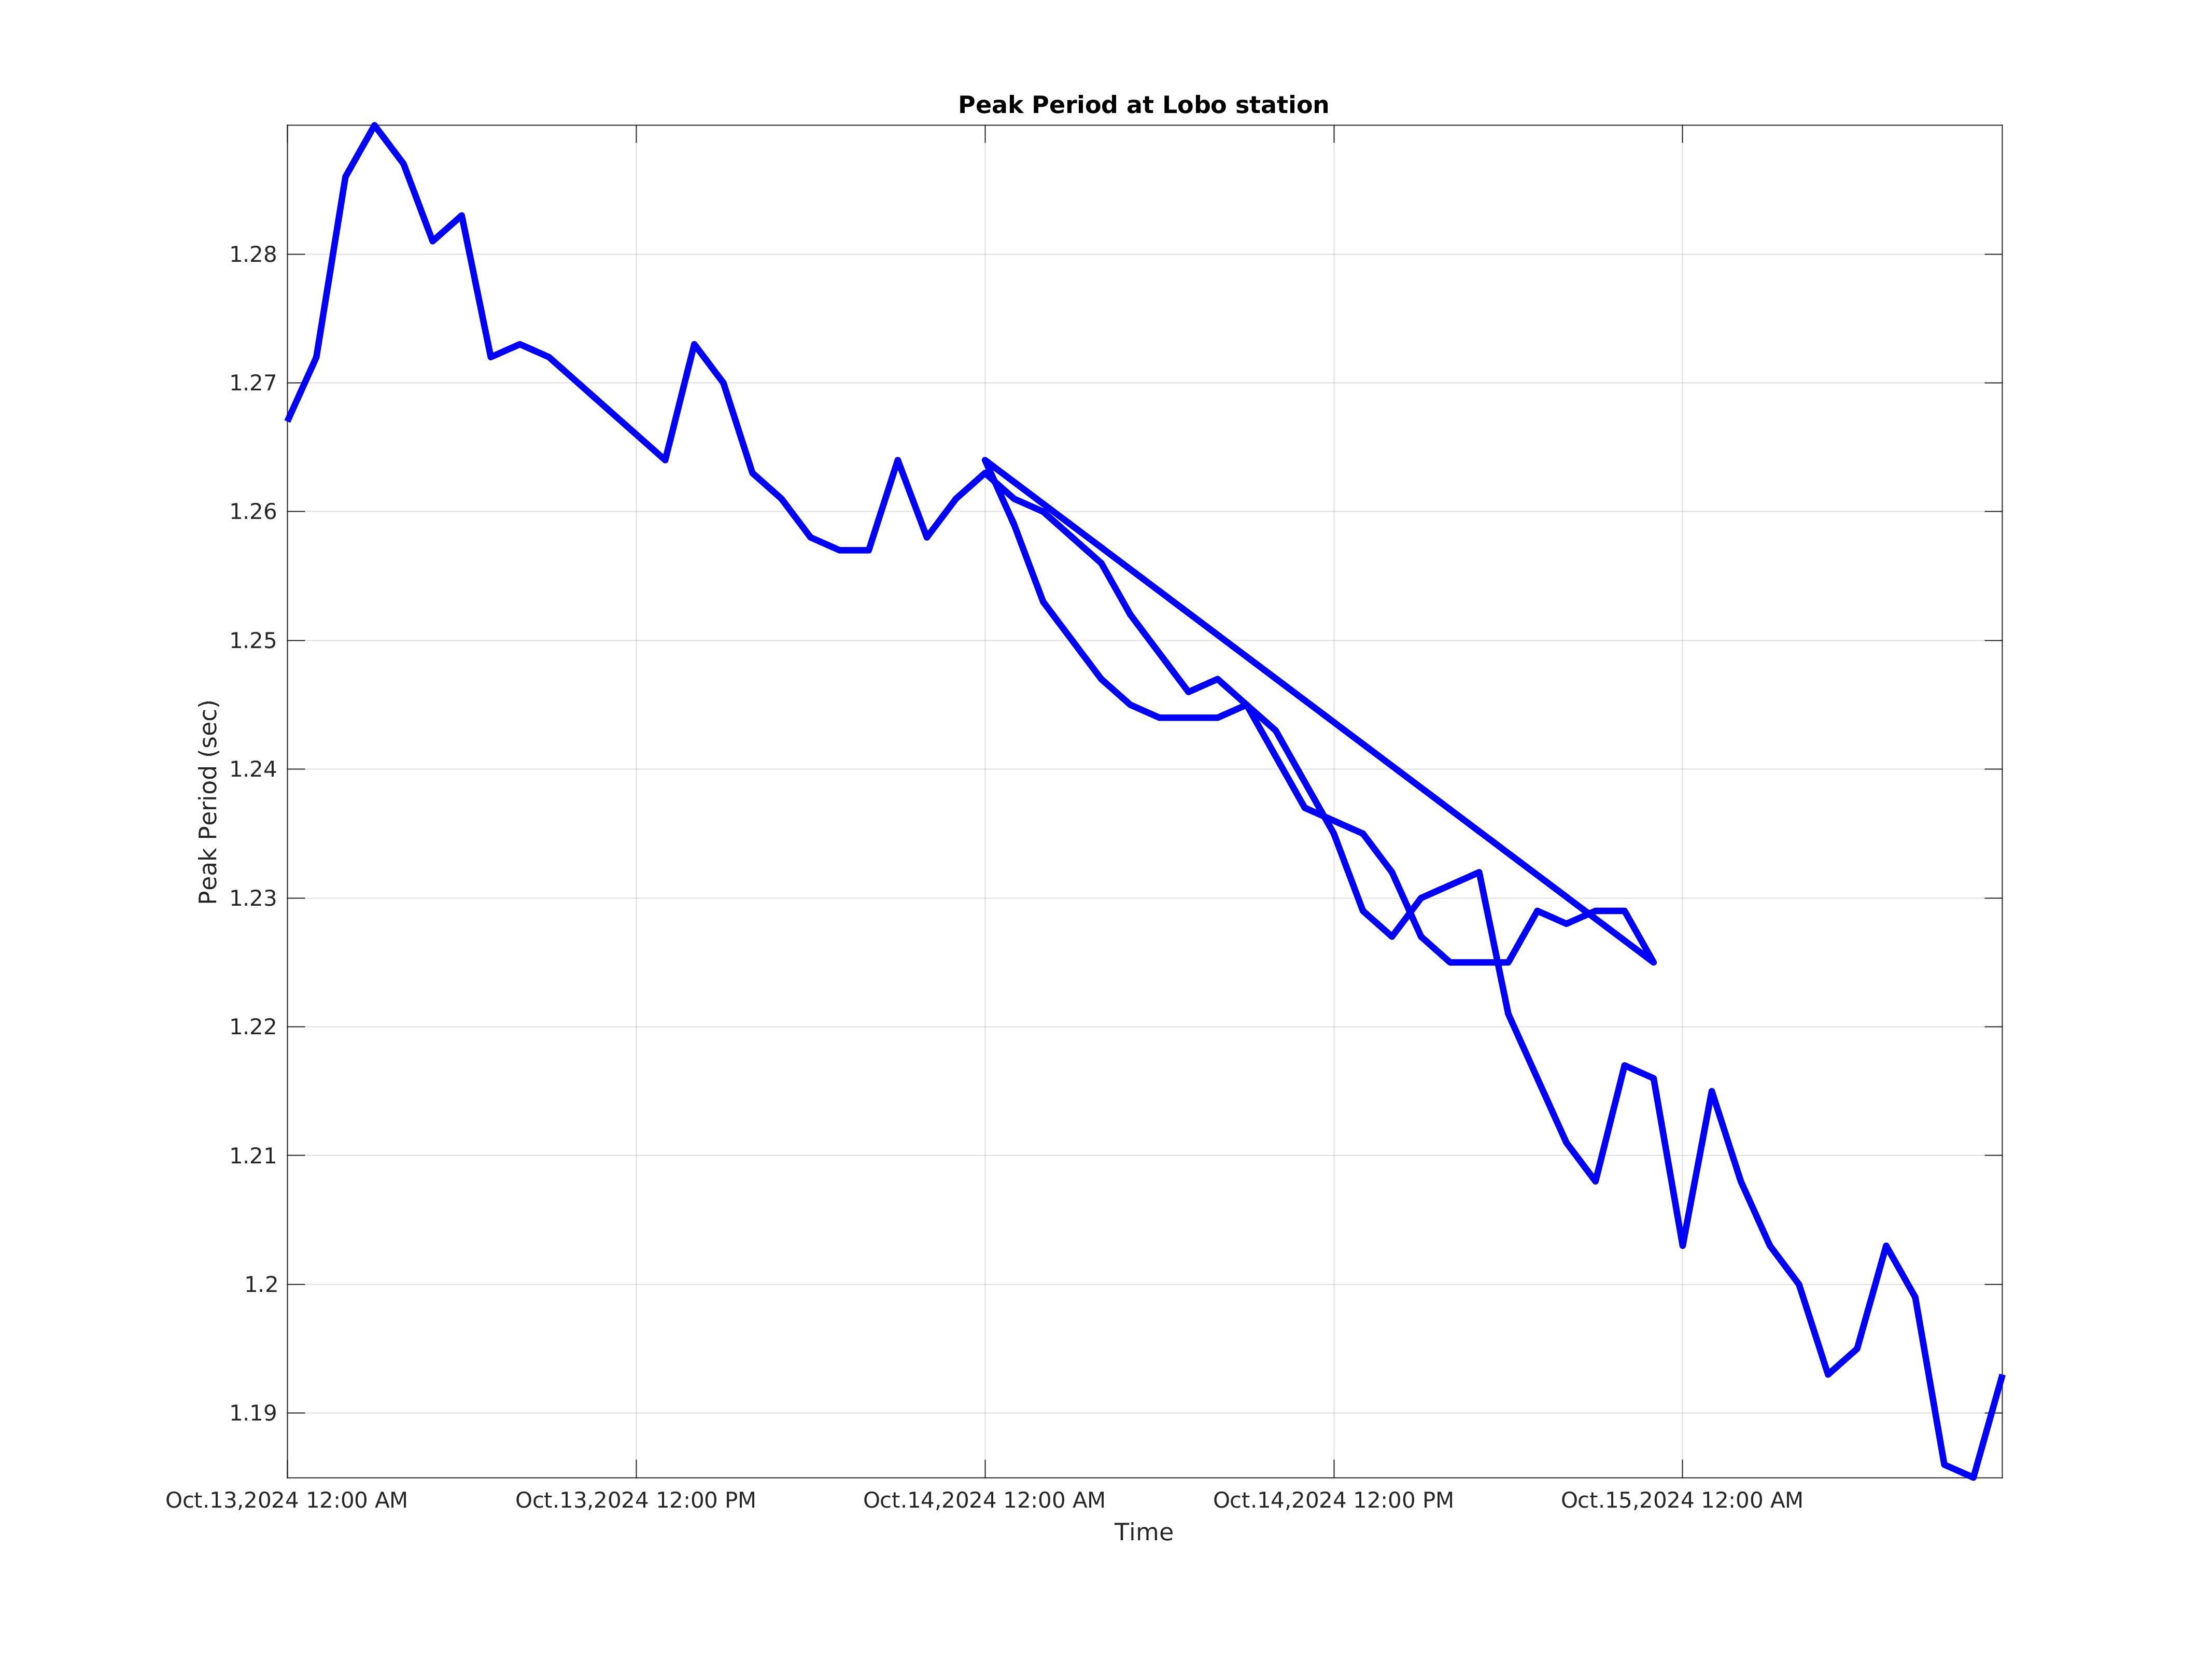 Peak Period at Lobo station
1.28
1.27
1.26
1.25
1.24
1.23
1.22
1.21
1.2
1.19
Peak Period (sec)
Oct.13,2024 12:00 AM
Oct.13,2024 12:00 PM
Oct.14,2024 12:00 AM
Oct.14,2024 12:00 PM
Oct.15,2024 12:00 AM
Time